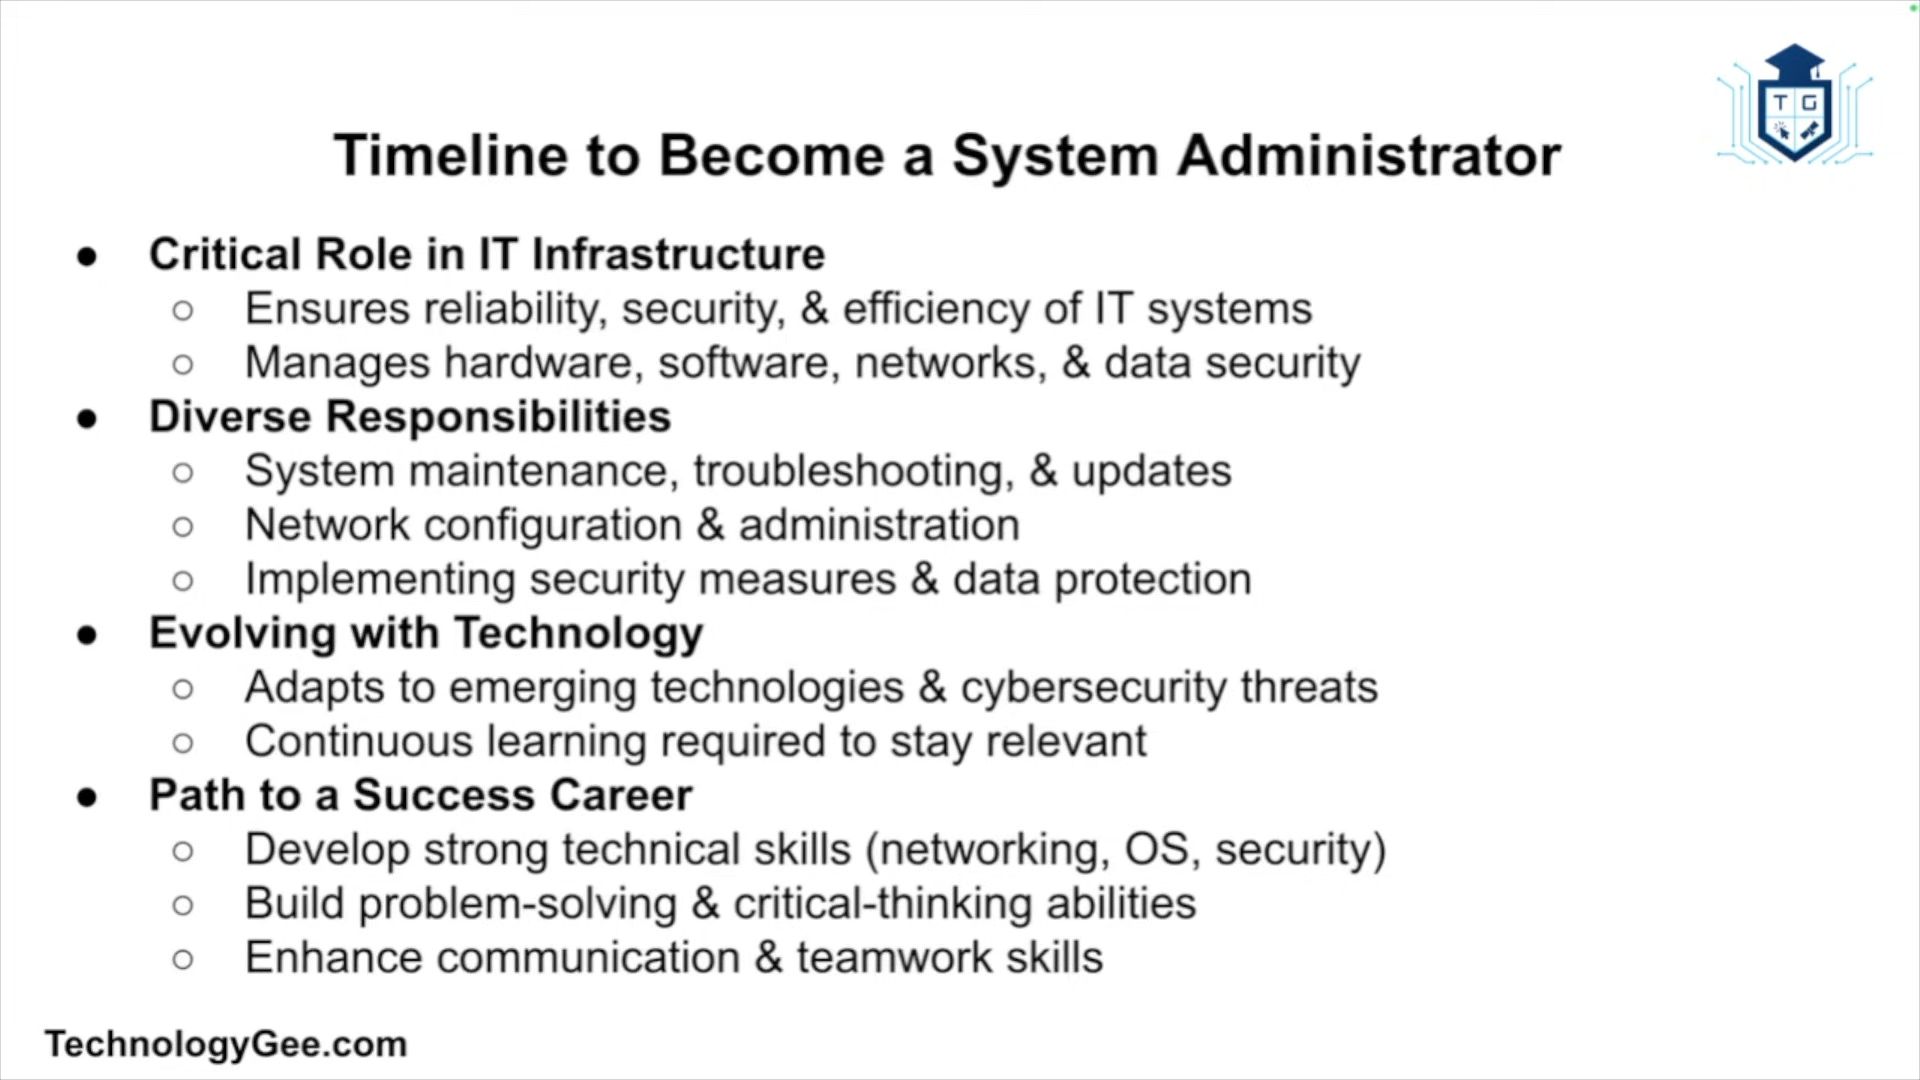 T G
Timeline to Become a System Administrator
● Critical Role in IT Infrastructure
○ Ensures reliability, security, & efficiency of IT systems
○ Manages hardware, software, networks, & data security
● Diverse Responsibilities
○ System maintenance, troubleshooting, & updates
○ Network configuration & administration
○ Implementing security measures & data protection
● Evolving with Technology
○ Adapts to emerging technologies & cybersecurity threats
○ Continuous learning required to stay relevant
● Path to a Success Career
○ Develop strong technical skills (networking, OS, security)
○ Build problem-solving & critical-thinking abilities
○ Enhance communication & teamwork skills
TechnologyGee.com